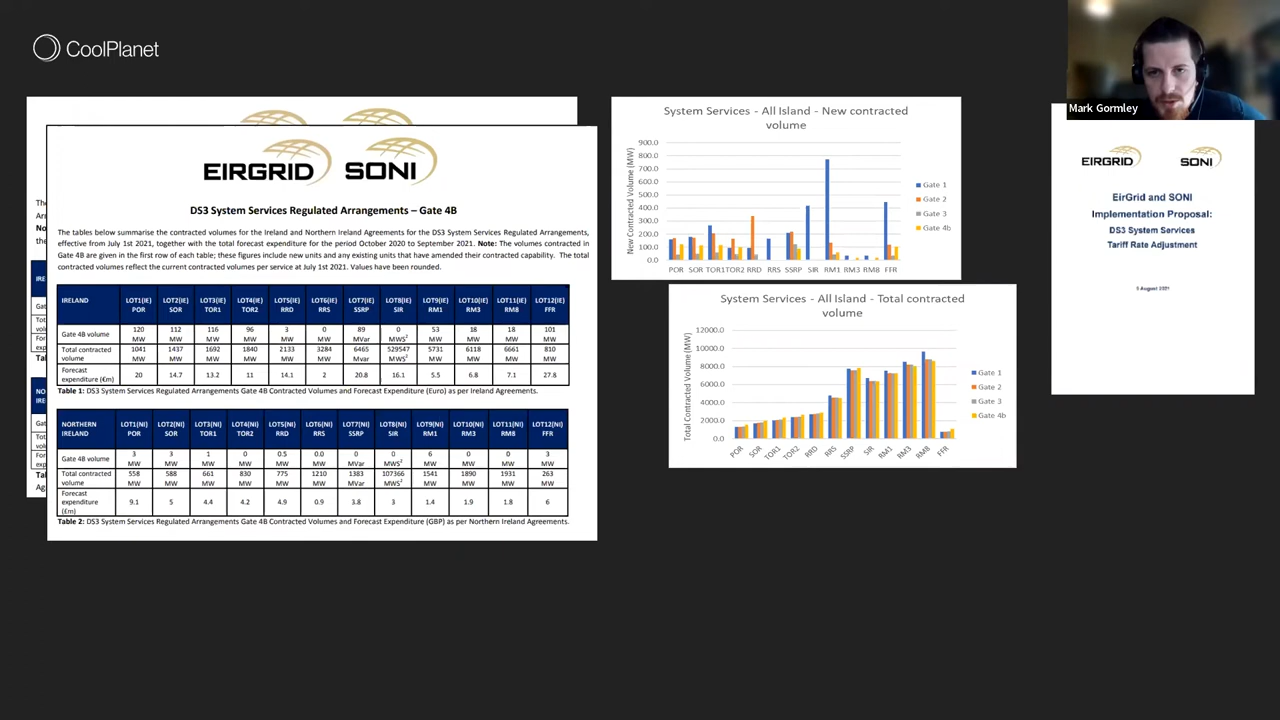 CoolPlanet
Mark Gormley
EIRGRID SONI
DS3 System Services Regulated Arrangements – Gate 4B
The tables below summarise the contracted volumes for the Ireland and Northern Ireland Agreements for the DS3 System Services Regulated Arrangements,
effective from July 1st 2021, together with the total forecast expenditure for the period October 2020 to September 2021. Note: The volumes contracted in
Gate 4B are given in the first row of each table; these figures include new units and any existing units that have amended their contracted capability. The total
contracted volumes reflect the current contracted volumes per service at July 1st 2021. Values have been rounded.
IRELAND LOT1(IE) POR LOT2(IE) SOR LOT3(IE) TOR1 LOT4(IE) TOR2 LOT5(IE) RRD LOT6(IE) RRS LOT7(IE) SSRP LOT8(IE) SIR LOT9(IE) RM1 LOT10(IE) RM3 LOT11(IE) RM8 LOT12(IE) FFR
Gate 4B volume 120 MW 112 MW 116 MW 96 MW 3 MW 0 MW 89 MVar 0 MWS² 53 MW 18 MW 18 MW 101 MW
Total contracted volume 1041 MW 1437 MW 1692 MW 1840 MW 2133 MW 3284 MW 6465 Mvar 529547 MWS² 5731 MW 6118 MW 6661 MW 810 MW
Forecast expenditure (€m) 20 14.7 13.2 11 14.1 2 20.8 16.1 5.5 6.8 7.1 27.8
Table 1: DS3 System Services Regulated Arrangements Gate 4B Contracted Volumes and Forecast Expenditure (Euro) as per Ireland Agreements.
NORTHERN IRELAND LOT1(NI) POR LOT2(NI) SOR LOT3(NI) TOR1 LOT4(NI) TOR2 LOT5(NI) RRD LOT6(NI) RRS LOT7(NI) SSRP LOT8(NI) SIR LOT9(NI) RM1 LOT10(NI) RM3 LOT11(NI) RM8 LOT12(NI) FFR
Gate 4B volume 3 MW 3 MW 1 MW 0 MW 0.5 MW 0.0 MW 0 MVar 0 MWS² 6 MW 0 MW 0 MW 3 MW
Total contracted volume 558 MW 588 MW 661 MW 830 MW 775 MW 1210 MW 1383 MVar 107366 MWS² 1541 MW 1890 MW 1931 MW 263 MW
Forecast expenditure (£m) 9.1 5 4.4 4.2 4.9 0.9 3.8 3 1.4 1.9 1.8 6
Table 2: DS3 System Services Regulated Arrangements Gate 4B Contracted Volumes and Forecast Expenditure (GBP) as per Northern Ireland Agreements.
System Services - All Island - New contracted
volume
New Contracted Volume (MW)
900.0
800.0
700.0
600.0
500.0
400.0
300.0
200.0
100.0
0.0
POR SOR TOR1 TOR2 RRD RRS SSRP SIR RM1 RM3 RM8 FFR
Gate 1
Gate 2
Gate 3
Gate 4b
System Services - All Island - Total contracted
volume
Total Contracted Volume (MW)
12000.0
10000.0
8000.0
6000.0
4000.0
2000.0
0.0
POR SOR TOR1 TOR2 RRD RRS SSRP SIR RM1 RM3 RM8 FFR
Gate 1
Gate 2
Gate 3
Gate 4b
EIRGRID SONI
EirGrid and SONI
Implementation Proposal:
DS3 System Services
Tariff Rate Adjustment